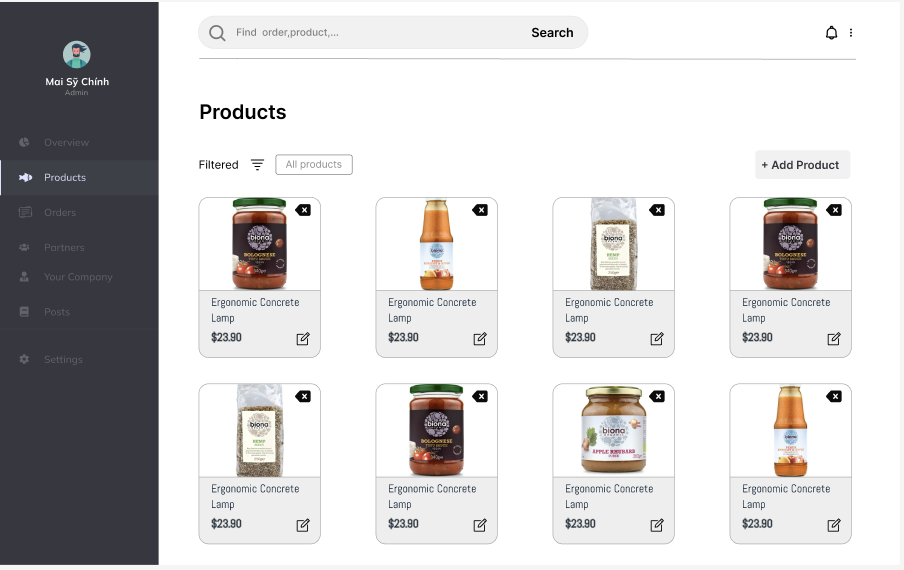 Mai Sỹ Chính
Admin
Overview
Products
Orders
Partners
Your Company
Posts
Settings
Find order,product,...
Search
Products
Filtered
All products
+ Add Product
biona
BOLOGNESE
Ergonomic Concrete
Lamp
$23.90
biona
Ergonomic Concrete
Lamp
$23.90
biona
HEMP
Ergonomic Concrete
Lamp
$23.90
biona
BOLOGNESE
Ergonomic Concrete
Lamp
$23.90
biona
HEMP
Ergonomic Concrete
Lamp
$23.90
biona
BOLOGNESE
Ergonomic Concrete
Lamp
$23.90
biona
APPLE RHUBARB
Ergonomic Concrete
Lamp
$23.90
biona
Ergonomic Concrete
Lamp
$23.90